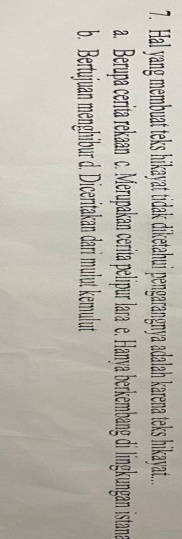 7. Hal yang membuat teks hikayat tidak diketahui pengarangnya adalah karena teks hikayat...
a. Berupa cerita rekaan c. Merupakan cerita pelipur lara e. Hanya berkembang di lingkungan istana
b. Bertujuan menghibur d. Diceritakan dari mulut kemulut